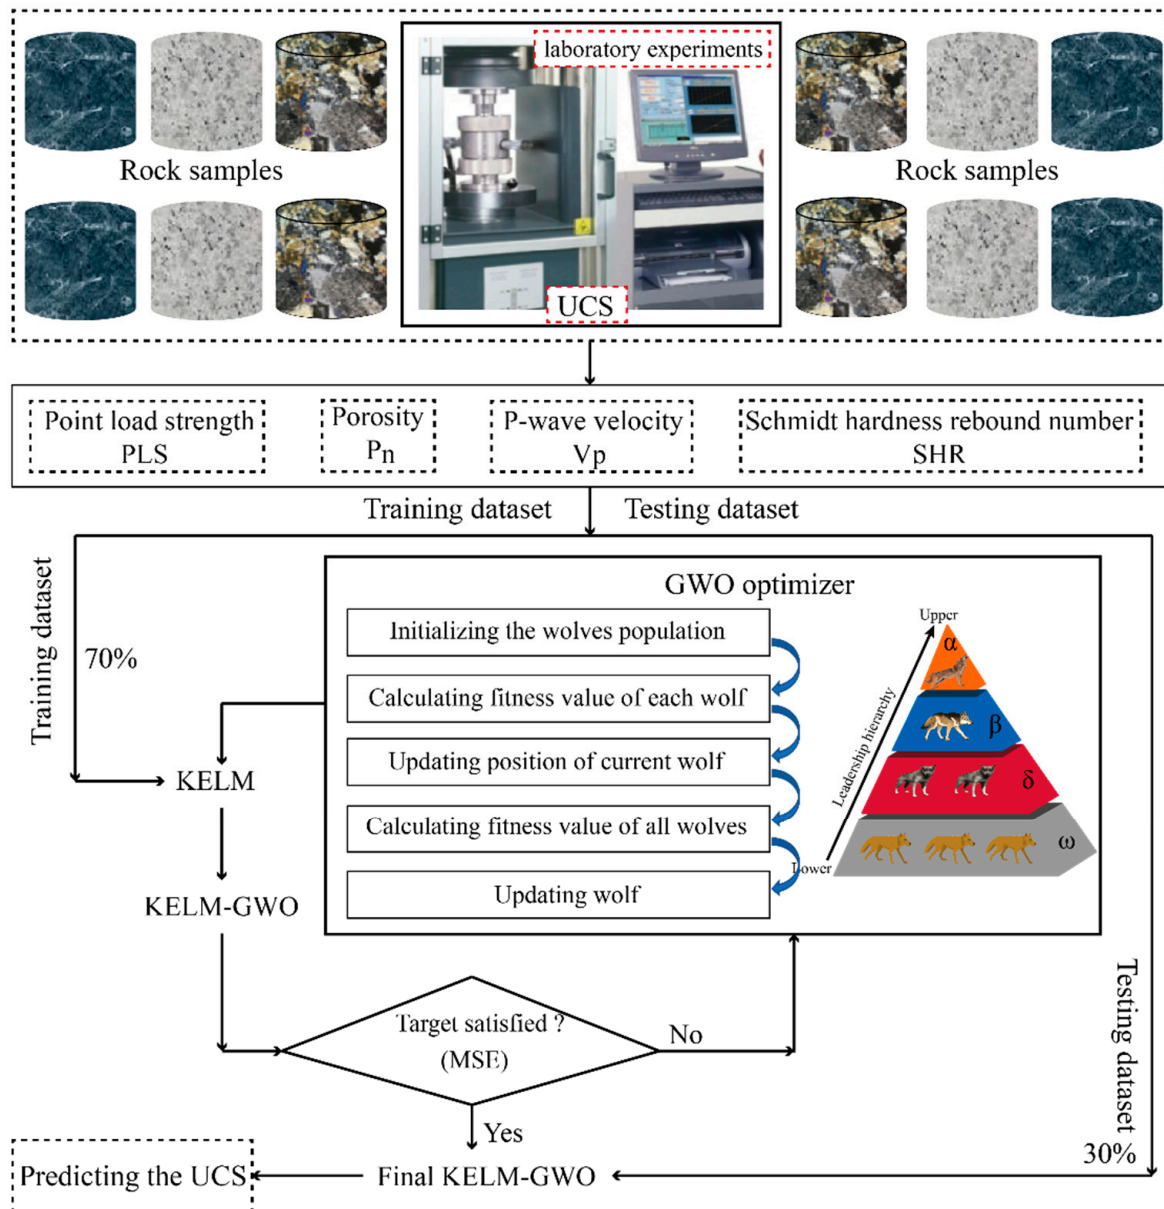 laboratory experiments
Rock samples
Rock samples
UCS
Point load strength
PLS
Porosity
Pn
P-wave velocity
Vp
Schmidt hardness rebound number
SHR
Training dataset
Testing dataset
Training dataset
70%
GWO optimizer
Initializing the wolves population
Calculating fitness value of each wolf
Updating position of current wolf
Calculating fitness value of all wolves
Updating wolf
Upper
Leadership hierarchy
Lower
α
β
δ
ω
KELM
KELM-GWO
Target satisfied ?
(MSE)
No
Yes
Testing dataset
30%
Final KELM-GWO
Predicting the UCS